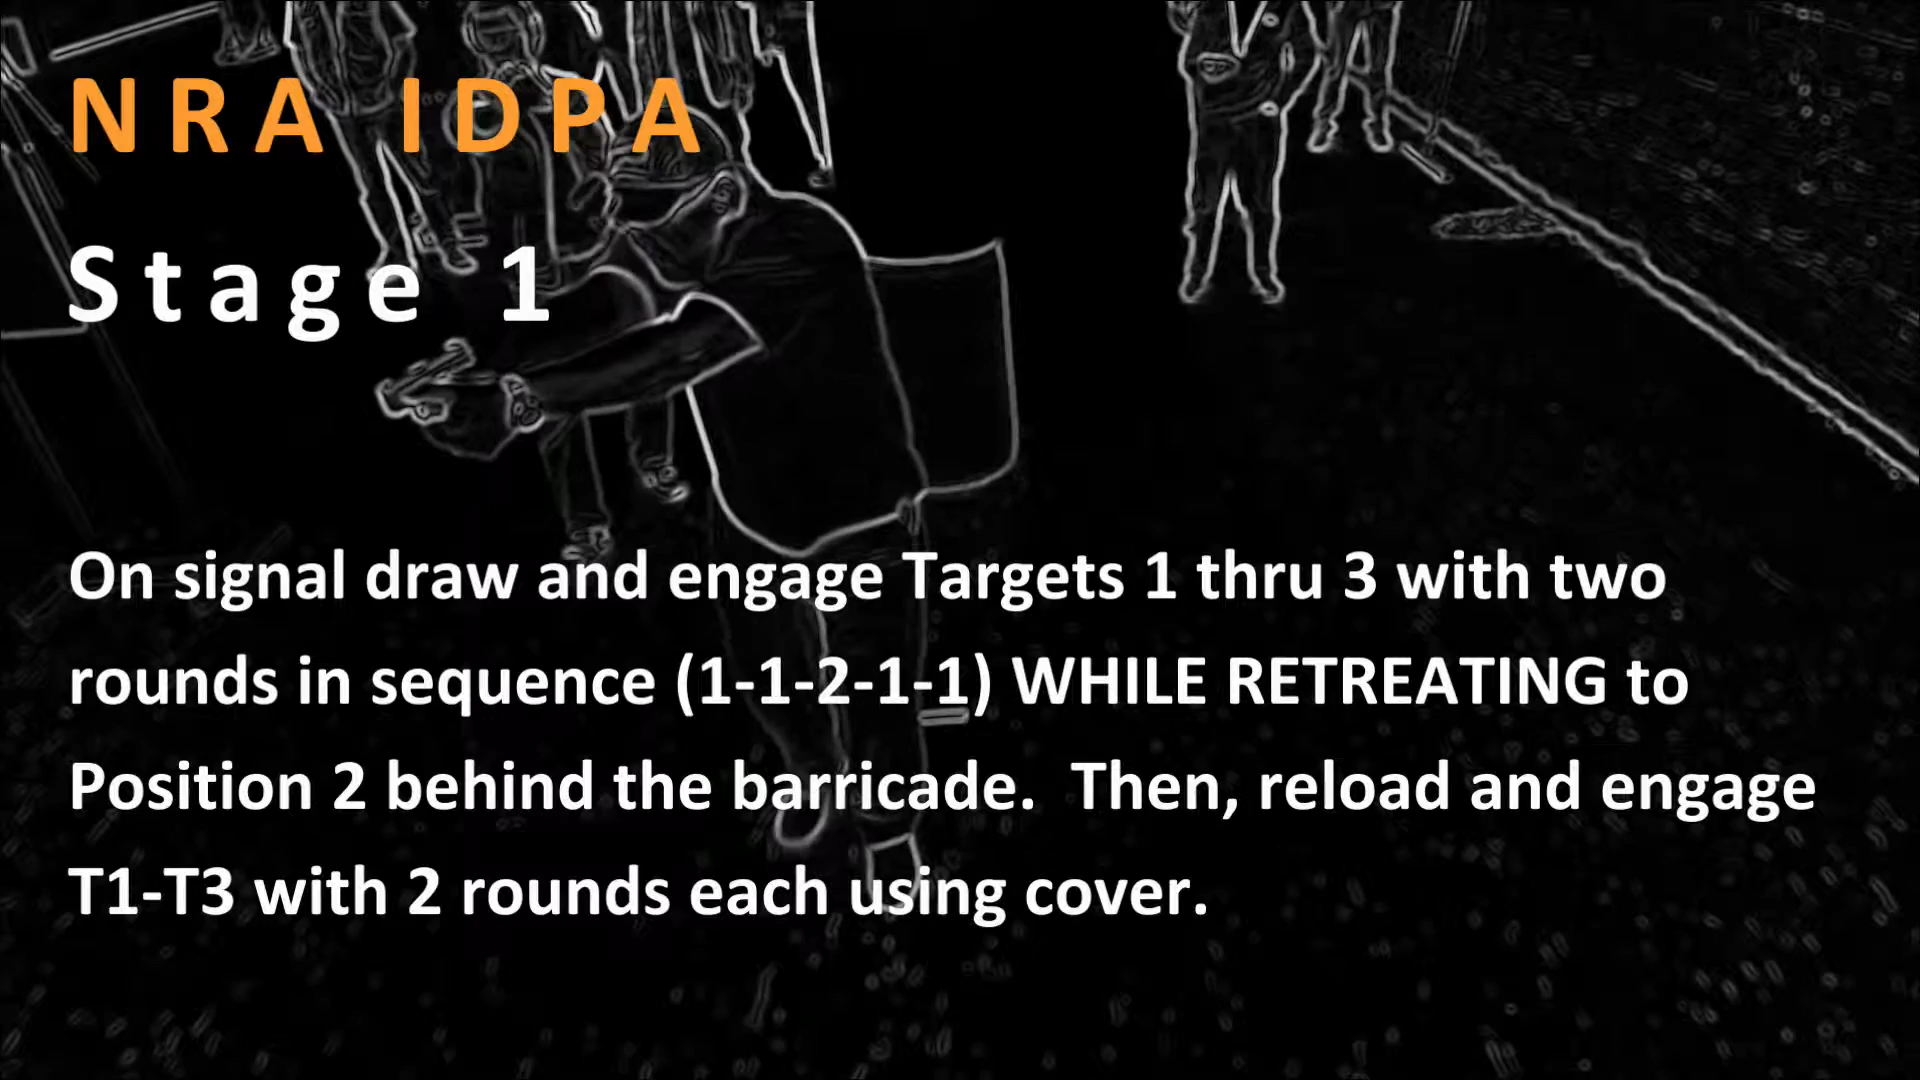 NRA IDPA
Stage 1
On signal draw and engage Targets 1 thru 3 with two
rounds in sequence (1-1-2-1-1) WHILE RETREATING to
Position 2 behind the barricade.  Then, reload and engage
T1-T3 with 2 rounds each using cover.